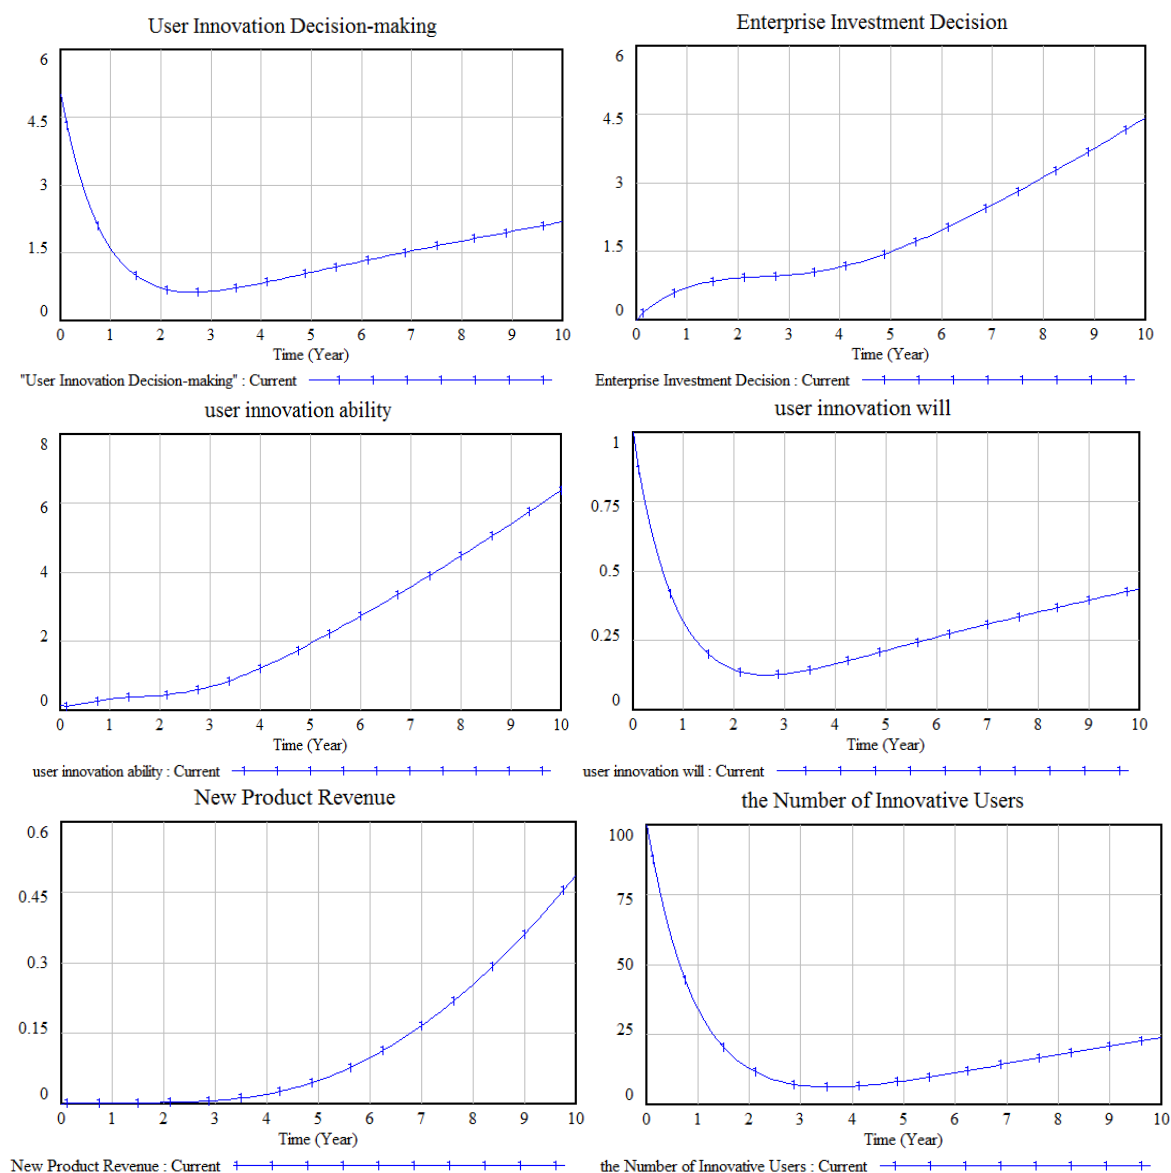 User Innovation Decision-making
6
4.5
3
1.5
0
0 1 2 3 4 5 6 7 8 9 10
Time (Year)
"User Innovation Decision-making" : Current
Enterprise Investment Decision
6
4.5
3
1.5
0
0 1 2 3 4 5 6 7 8 9 10
Time (Year)
Enterprise Investment Decision : Current
user innovation ability
8
6
4
2
0
0 1 2 3 4 5 6 7 8 9 10
Time (Year)
user innovation ability : Current
user innovation will
1
0.75
0.5
0.25
0
0 1 2 3 4 5 6 7 8 9 10
Time (Year)
user innovation will : Current
New Product Revenue
0.6
0.45
0.3
0.15
0
0 1 2 3 4 5 6 7 8 9 10
Time (Year)
New Product Revenue : Current
the Number of Innovative Users
100
75
50
25
0
0 1 2 3 4 5 6 7 8 9 10
Time (Year)
the Number of Innovative Users : Current